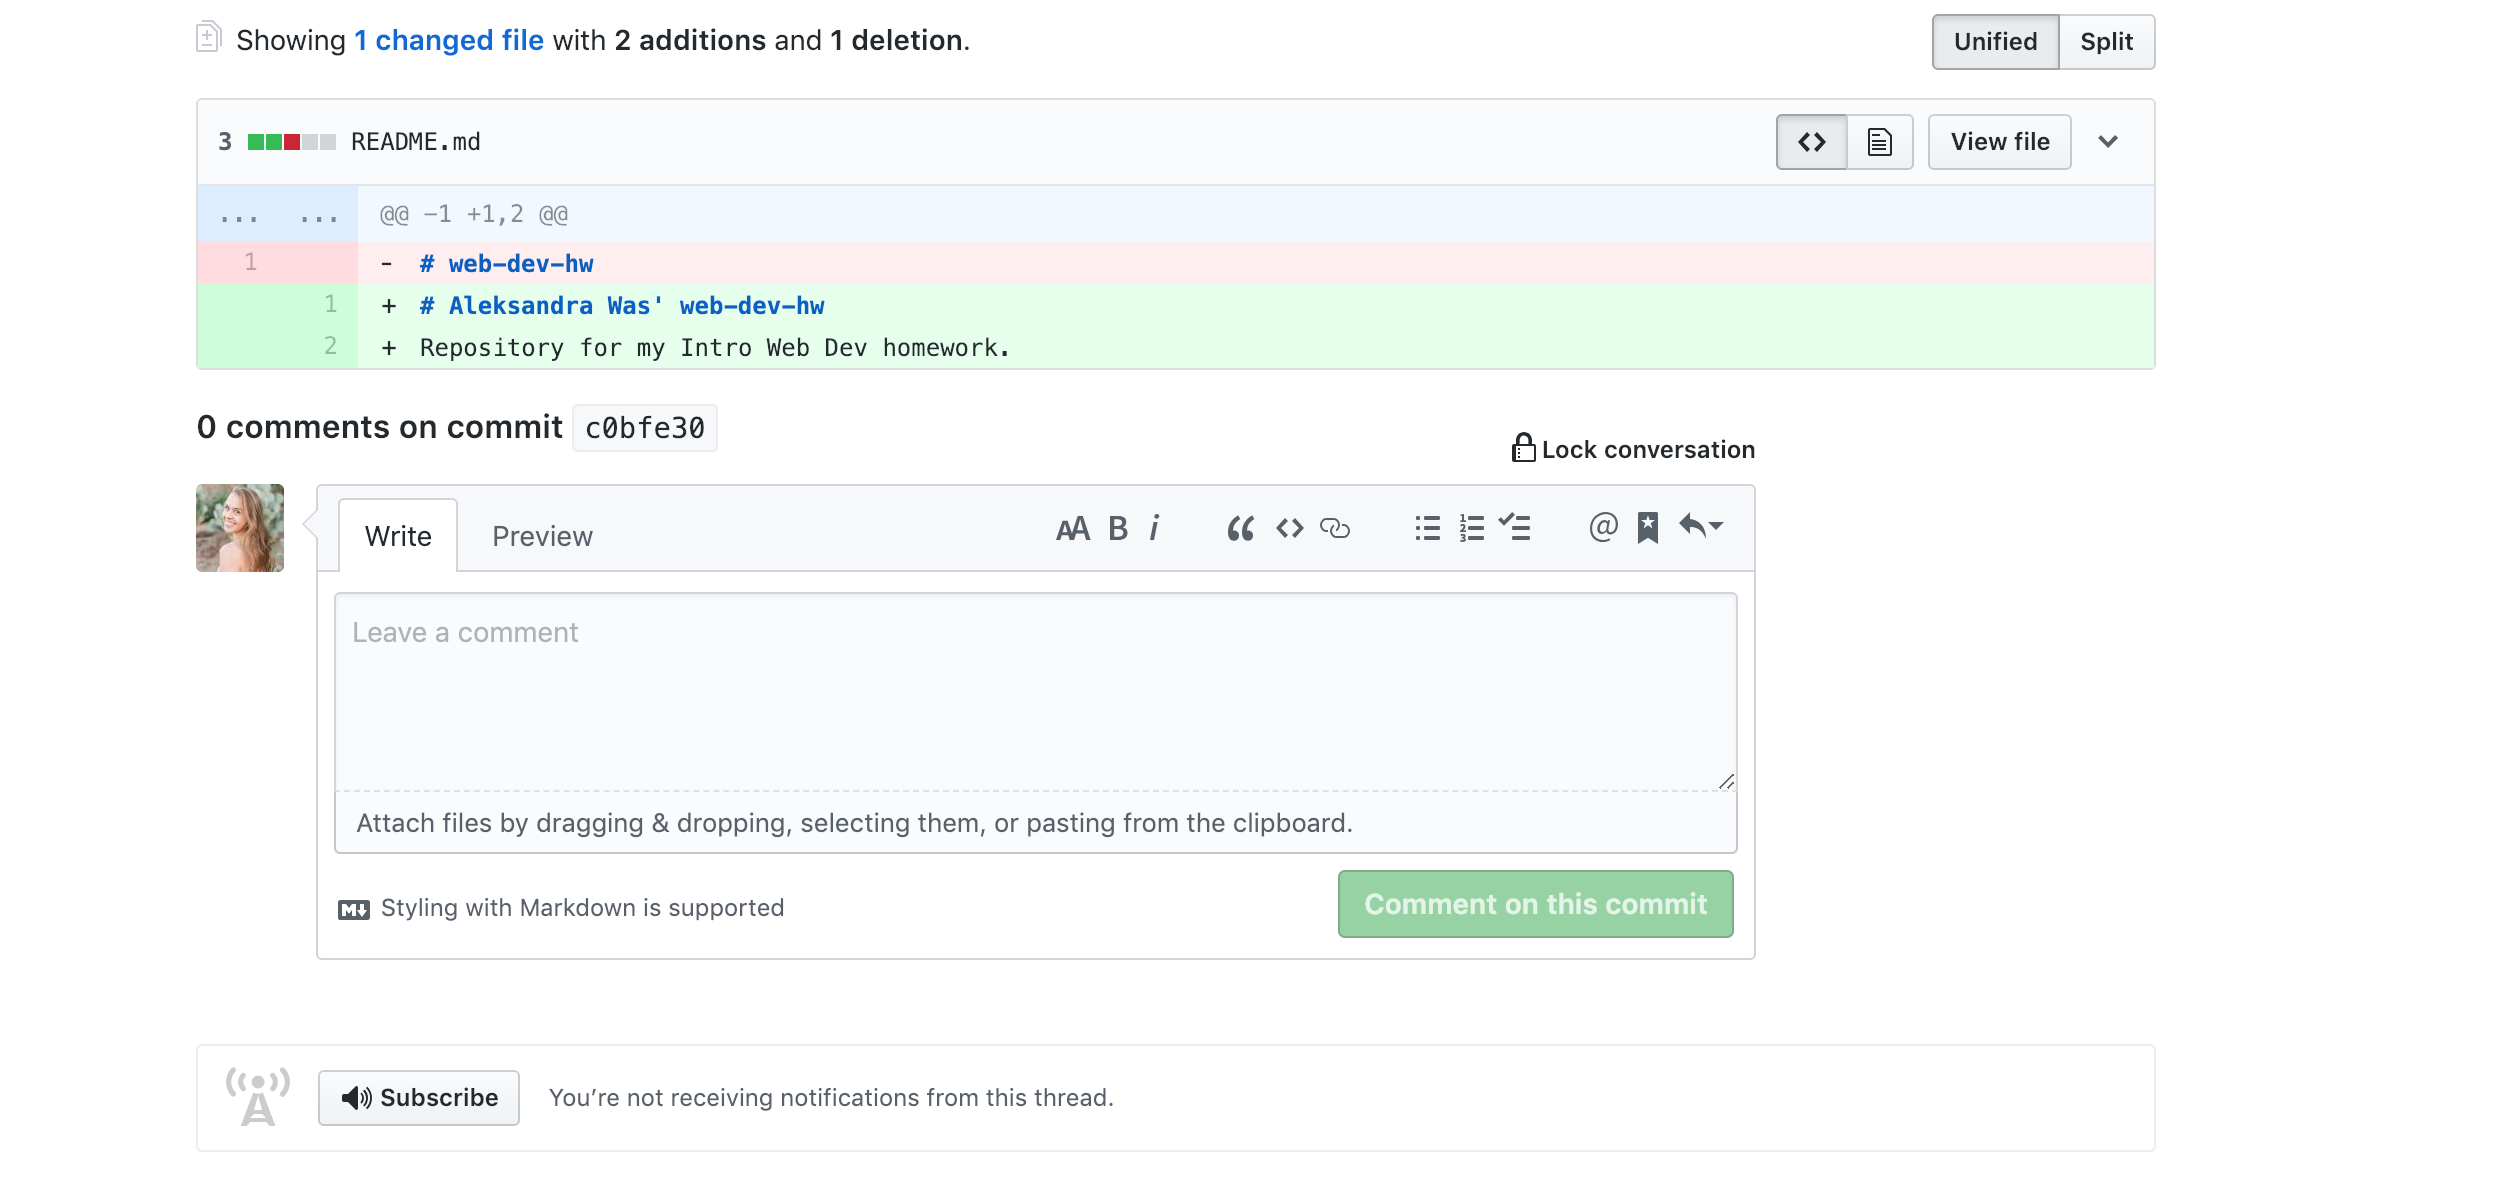 Showing 1 changed file with 2 additions and 1 deletion.
Unified Split
3 README.md
View file
... ... @@ -1 +1,2 @@
1 - # web-dev-hw
1 + # Aleksandra Was' web-dev-hw
2 + Repository for my Intro Web Dev homework.
0 comments on commit c0bfe30
Lock conversation
Write Preview
Leave a comment
Attach files by dragging & dropping, selecting them, or pasting from the clipboard.
Styling with Markdown is supported
Comment on this commit
Subscribe You’re not receiving notifications from this thread.